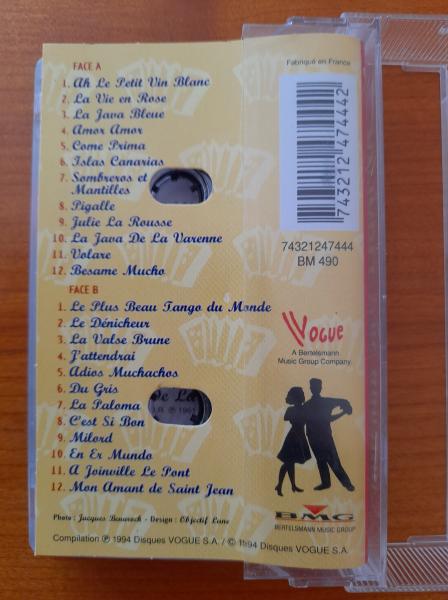 FACE A
1. Ah Le Petit Vin Blanc
2. La Vie en Rose
3. La Java Bleue
4. Amor Amor
5. Come Prima
6. Islas Canarias
7. Sombreros et
Mantilles
8. Pigalle
9. Julie La Rousse
10. La Java De La Varenne
11. Volare
12. Besame Mucho
FACE B
1. Le Plus Beau Tango du Monde
2. Le Dénicheur
3. La Valse Brune
4. J'attendrai
5. Adios Muchachos
6. Du Gris
7. La Paloma
8. C'est Si Bon
9. Milord
10. En Er Mundo
11. A Joinville Le Pont
12. Mon Amant de Saint Jean
De La
℗ 1961
Photo : Jacques Design : Objectif Lune
Compilation ℗ 1994 Disques VOGUE S.A. / © 1994 Disques VOGUE S.A.
Fabriqué en France
743212 474442
74321247444
BM 490
VOGUE
A Bertelsmann
Music Group Company
BMG
BERTELSMANN MUSIC GROUP